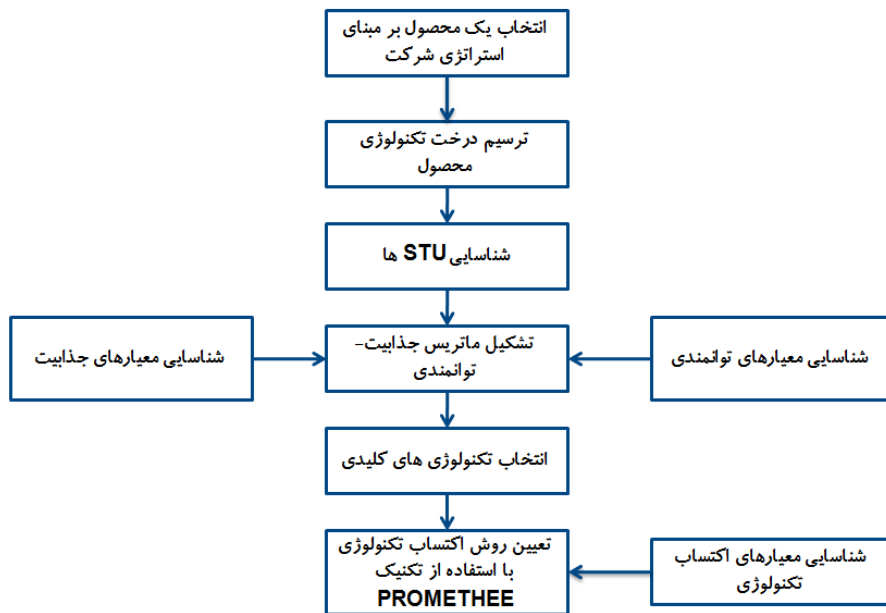 انتخاب یک محصول بر مبنای
استراتژی شرکت
ترسیم درخت تکنولوژی
محصول
شناسایی STU ها
شناسایی معیارهای توانمندی
تشکیل ماتریس جذابیت-
توانمندی
شناسایی معیارهای جذابیت
انتخاب تکنولوژی های کلیدی
شناسایی معیارهای اکتساب
تکنولوژی
تعیین روش اکتساب تکنولوژی
با استفاده از تکنیک
PROMETHEE